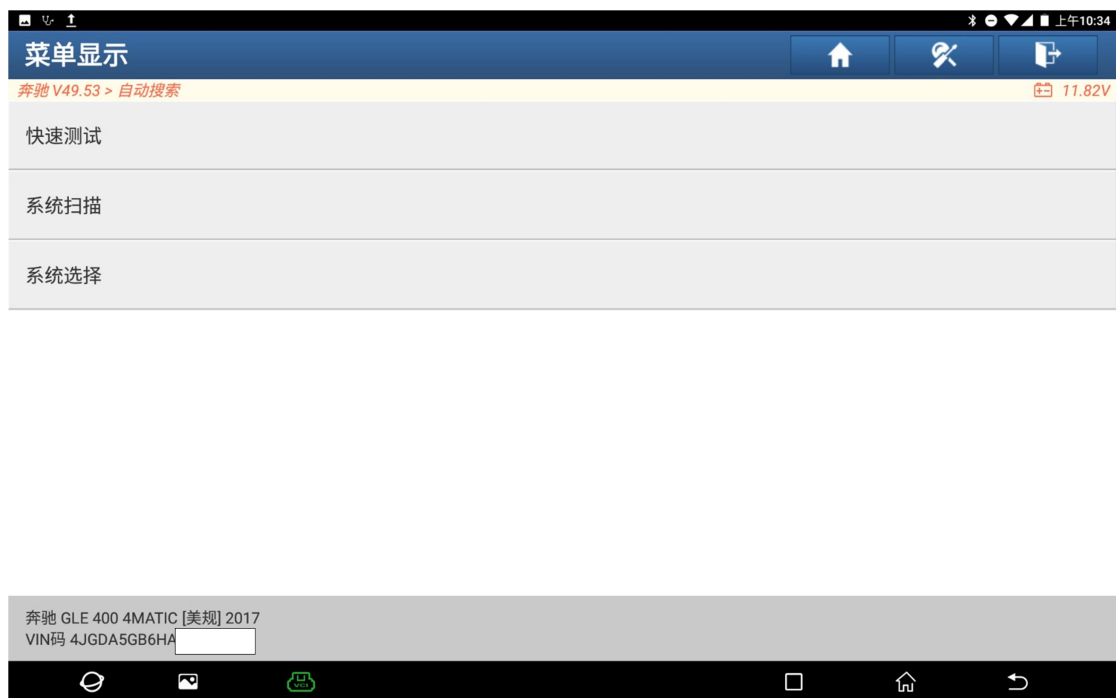 上午10:34
菜单显示
奔驰 V49.53 > 自动搜索
11.82V
快速测试
系统扫描
系统选择
奔驰 GLE 400 4MATIC [美规] 2017
VIN码 4JGDA5GB6HA
VCI